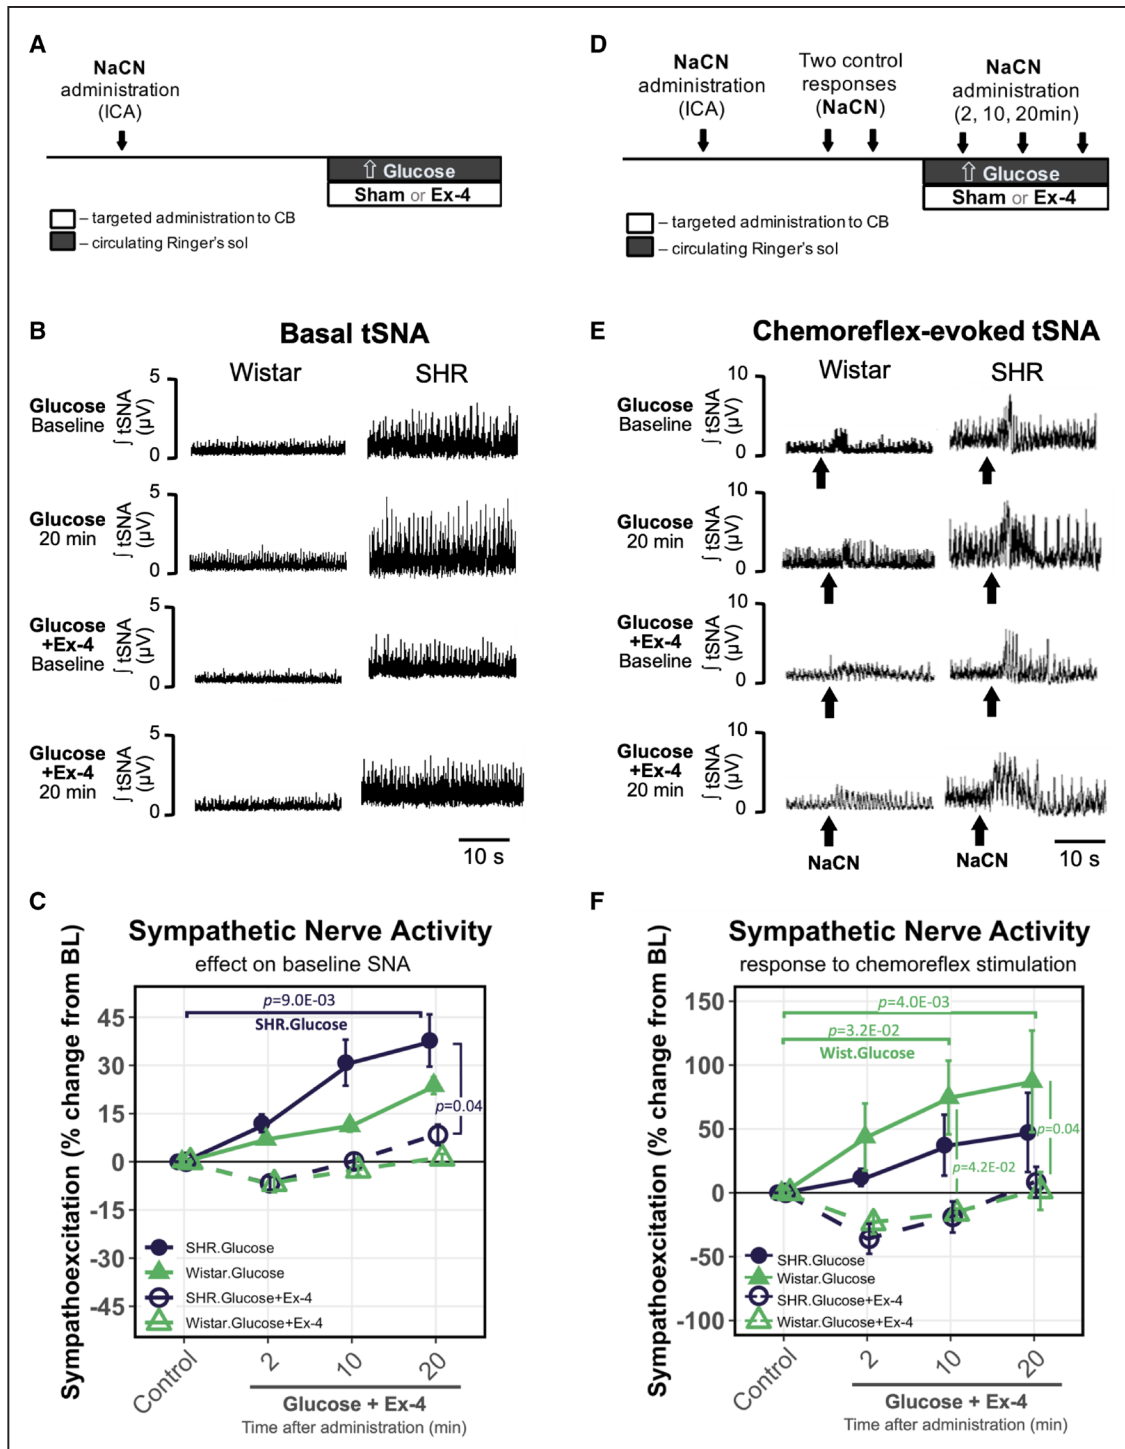 A
NaCN
administration
(ICA)
⇧ Glucose
Sham or Ex-4
– targeted administration to CB
– circulating Ringer's sol
D
NaCN
administration
(ICA)
Two control
responses
(NaCN)
NaCN
administration
(2, 10, 20min)
⇧ Glucose
Sham or Ex-4
– targeted administration to CB
– circulating Ringer's sol
B
Basal tSNA
Wistar
SHR
Glucose
Baseline
∫ tSNA
(μV)
5
0
Glucose
20 min
∫ tSNA
(μV)
5
0
Glucose
+Ex-4
Baseline
∫ tSNA
(μV)
5
0
Glucose
+Ex-4
20 min
∫ tSNA
(μV)
5
0
10 s
E
Chemoreflex-evoked tSNA
Wistar
SHR
Glucose
Baseline
∫ tSNA
(μV)
10
0
Glucose
20 min
∫ tSNA
(μV)
10
0
Glucose
+Ex-4
Baseline
∫ tSNA
(μV)
10
0
Glucose
+Ex-4
20 min
∫ tSNA
(μV)
10
0
NaCN
NaCN
10 s
C
Sympathetic Nerve Activity
effect on baseline SNA
Sympathoexcitation (% change from BL)
45
30
15
0
-15
-30
-45
p=9.0E-03
SHR.Glucose
p=0.04
SHR.Glucose
Wistar.Glucose
SHR.Glucose+Ex-4
Wistar.Glucose+Ex-4
Control
2
10
20
Glucose + Ex-4
Time after administration (min)
F
Sympathetic Nerve Activity
response to chemoreflex stimulation
Sympathoexcitation (% change from BL)
150
100
50
0
-50
-100
p=4.0E-03
p=3.2E-02
Wist.Glucose
p=0.04
p=4.2E-02
SHR.Glucose
Wistar.Glucose
SHR.Glucose+Ex-4
Wistar.Glucose+Ex-4
Control
2
10
20
Glucose + Ex-4
Time after administration (min)